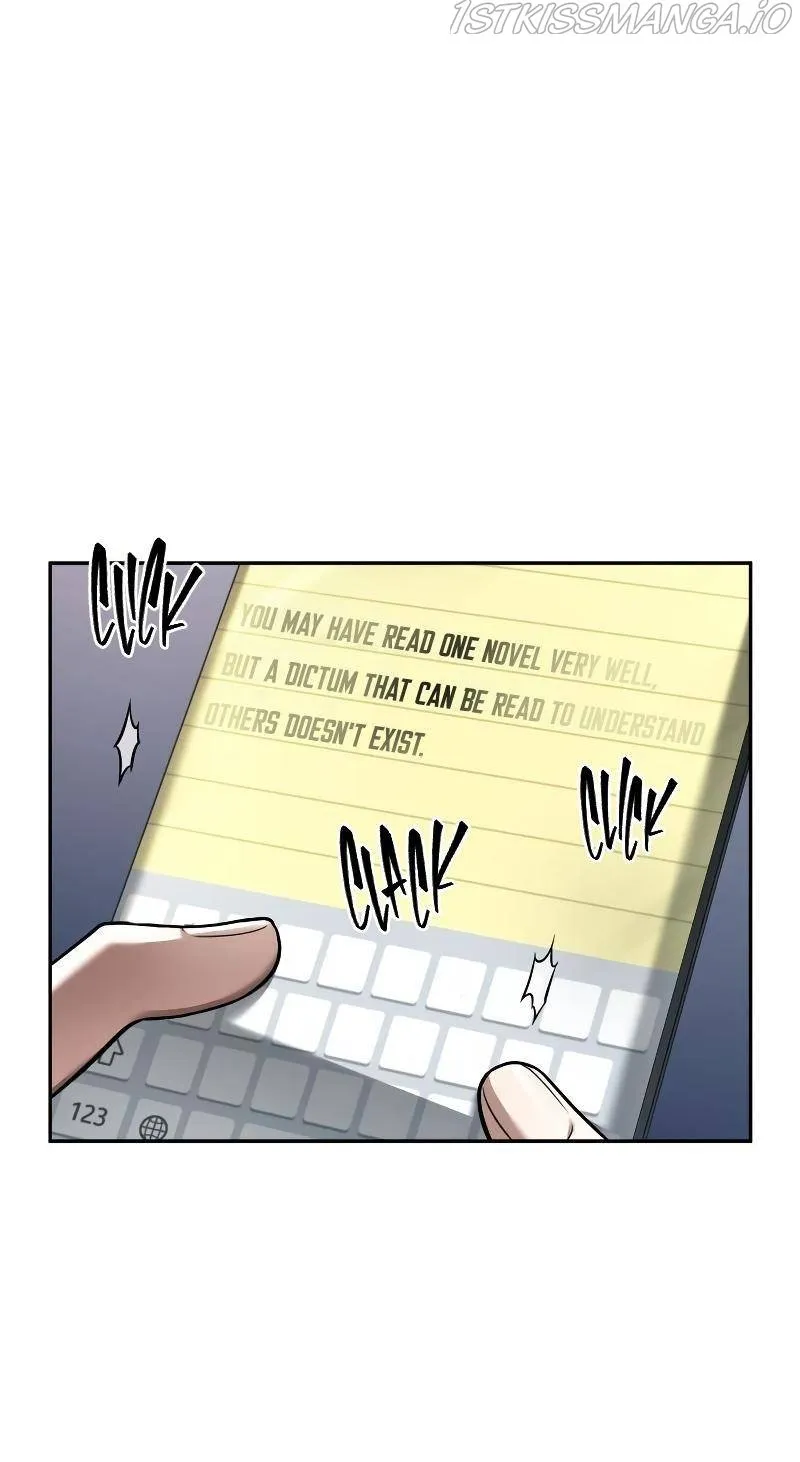 1STKISSMANGA.IO
CLICK
YOU MAY HAVE READ ONE NOVEL VERY WELL,
BUT A DICTUM THAT CAN BE READ TO UNDERSTAND
OTHERS DOESN'T EXIST.
CLICK
CLACK
123